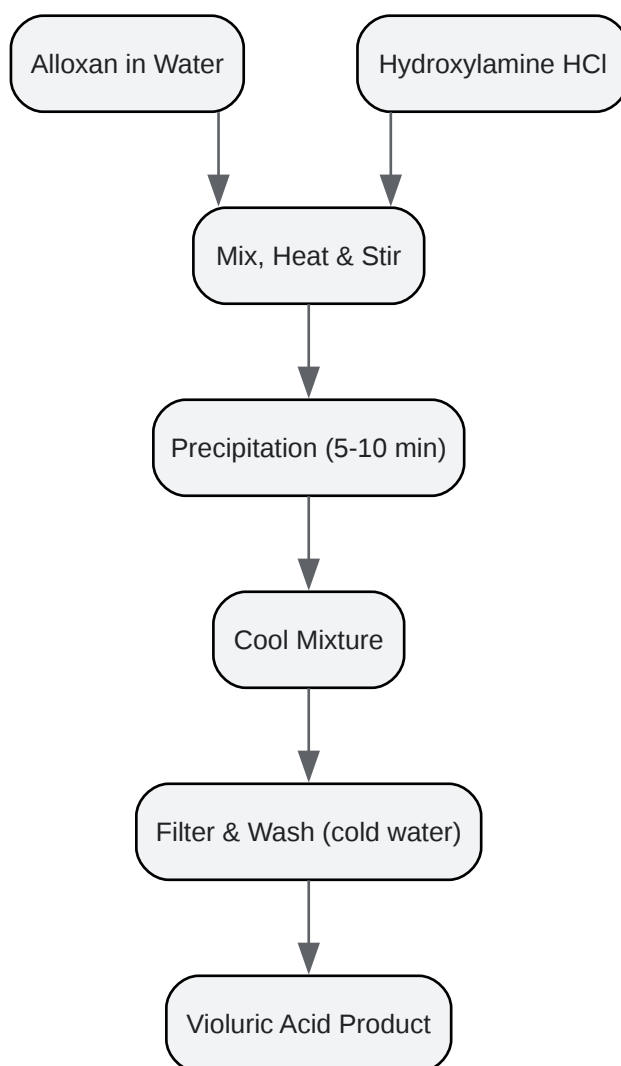 Alloxan in Water
Hydroxylamine HCl
Mix, Heat & Stir
Precipitation (5-10 min)
Cool Mixture
Filter & Wash (cold water)
Violuric Acid Product